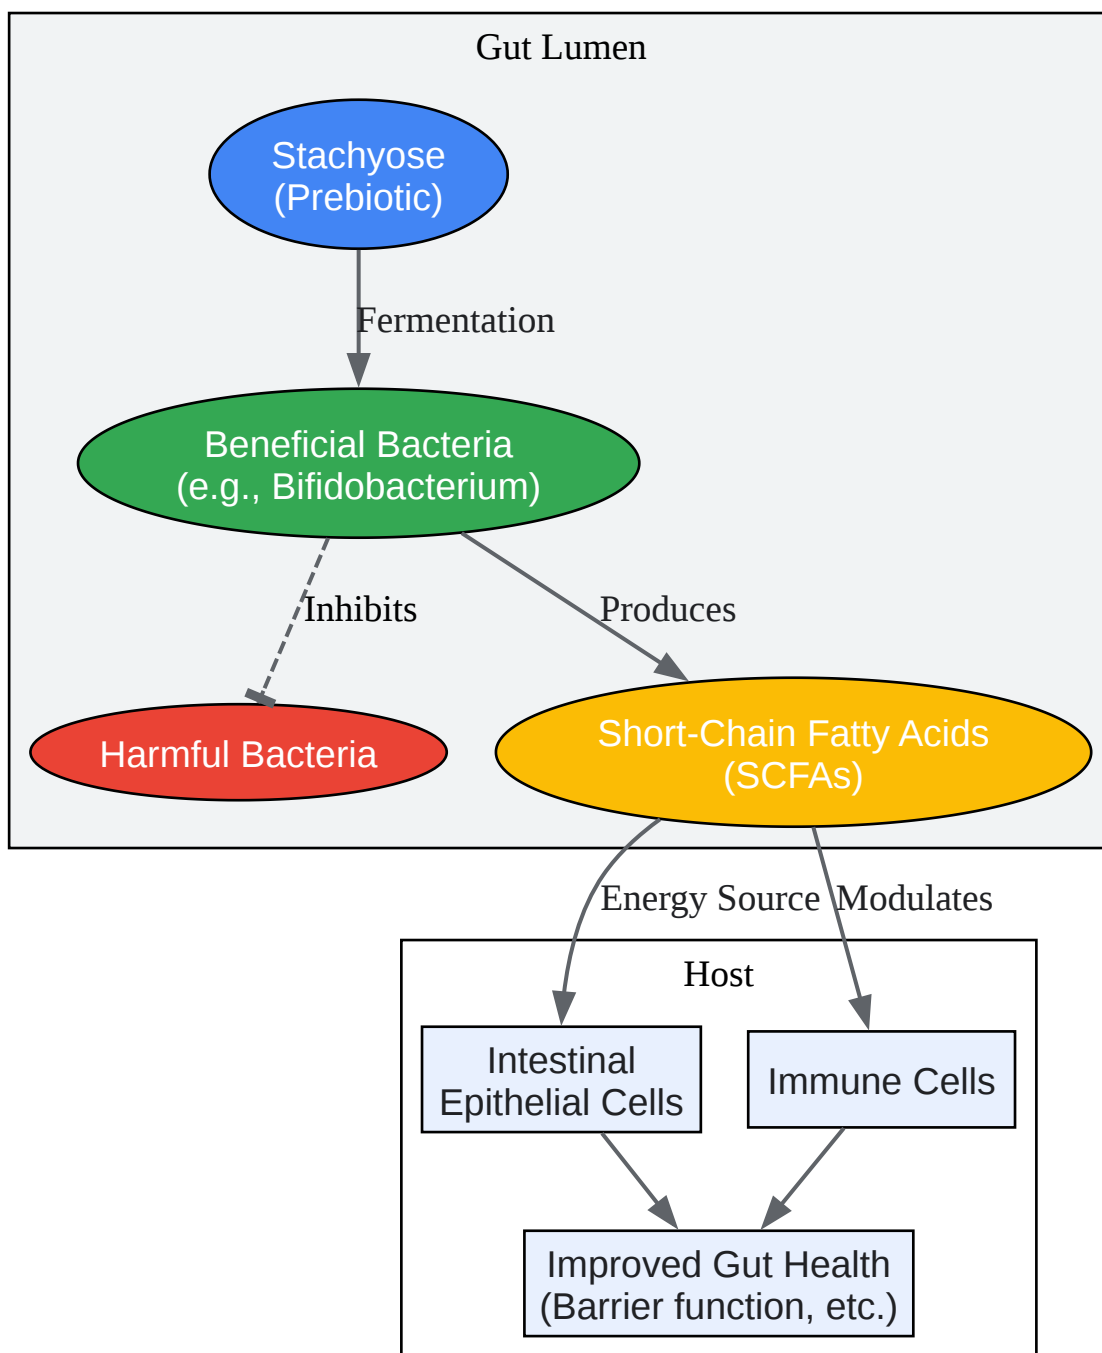 Gut Lumen
Stachyose
(Prebiotic)
Fermentation
Beneficial Bacteria
(e.g., Bifidobacterium)
Inhibits
Produces
Harmful Bacteria
Short-Chain Fatty Acids
(SCFAs)
Energy Source
Modulates
Host
Intestinal
Epithelial Cells
Immune Cells
Improved Gut Health
(Barrier function, etc.)